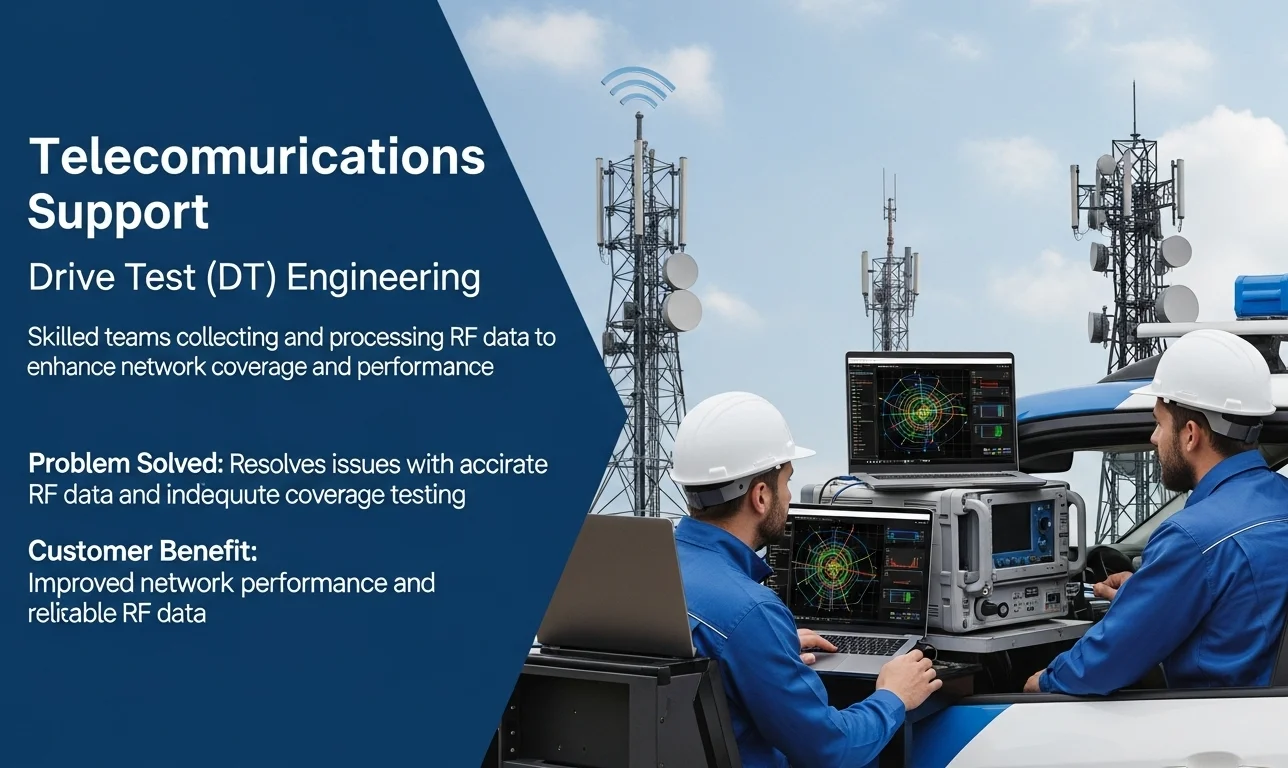 Telecomurications
Support
Drive Test (DT) Engineering
Skilled teams collecting and processing RF data to
enhance network coverage and performance
Problem Solved: Resolves issues with accirate
RF data and indequute coverage testing
Customer Benefit:
Improved network performance and
reliťable RF data